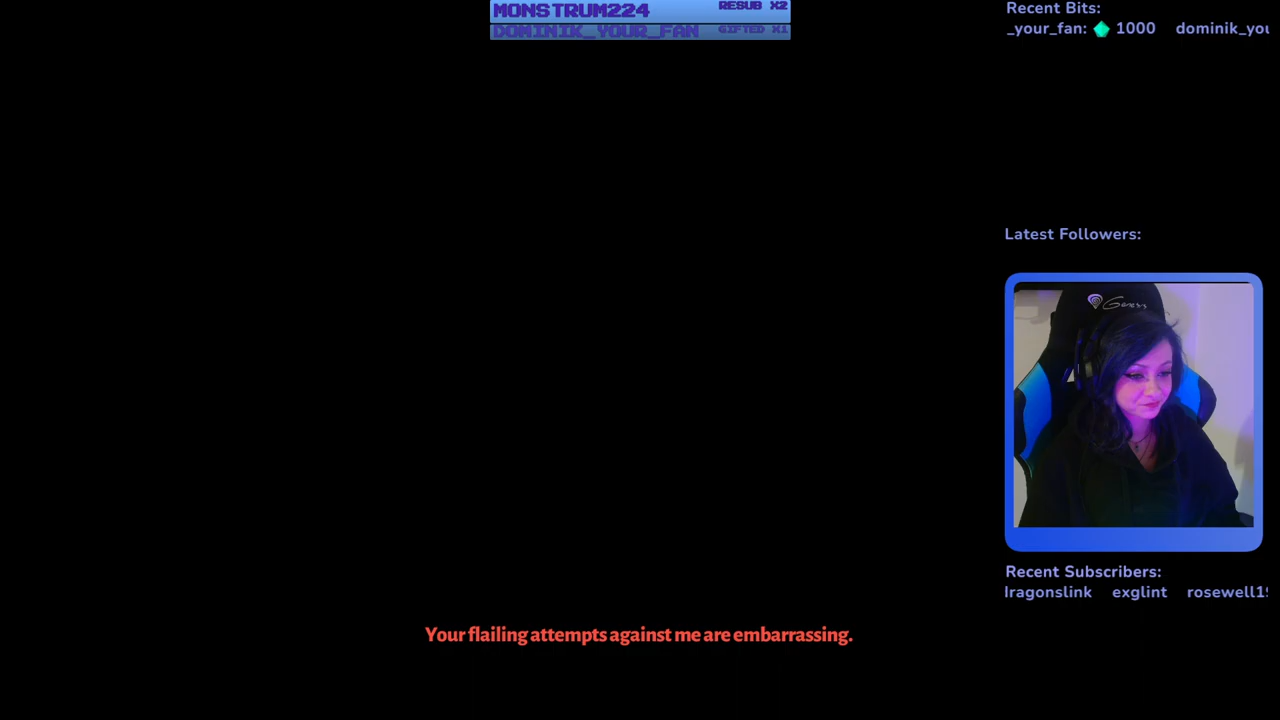 MONSTRUM224 RESUB X2
DOMINIK_YOUR_FAN GIFTED X1
Recent Bits:
_your_fan: 1000 dominik_you
Latest Followers:
Genesis
Recent Subscribers:
lragonslink exglint rosewell1
Your flailing attempts against me are embarrassing.